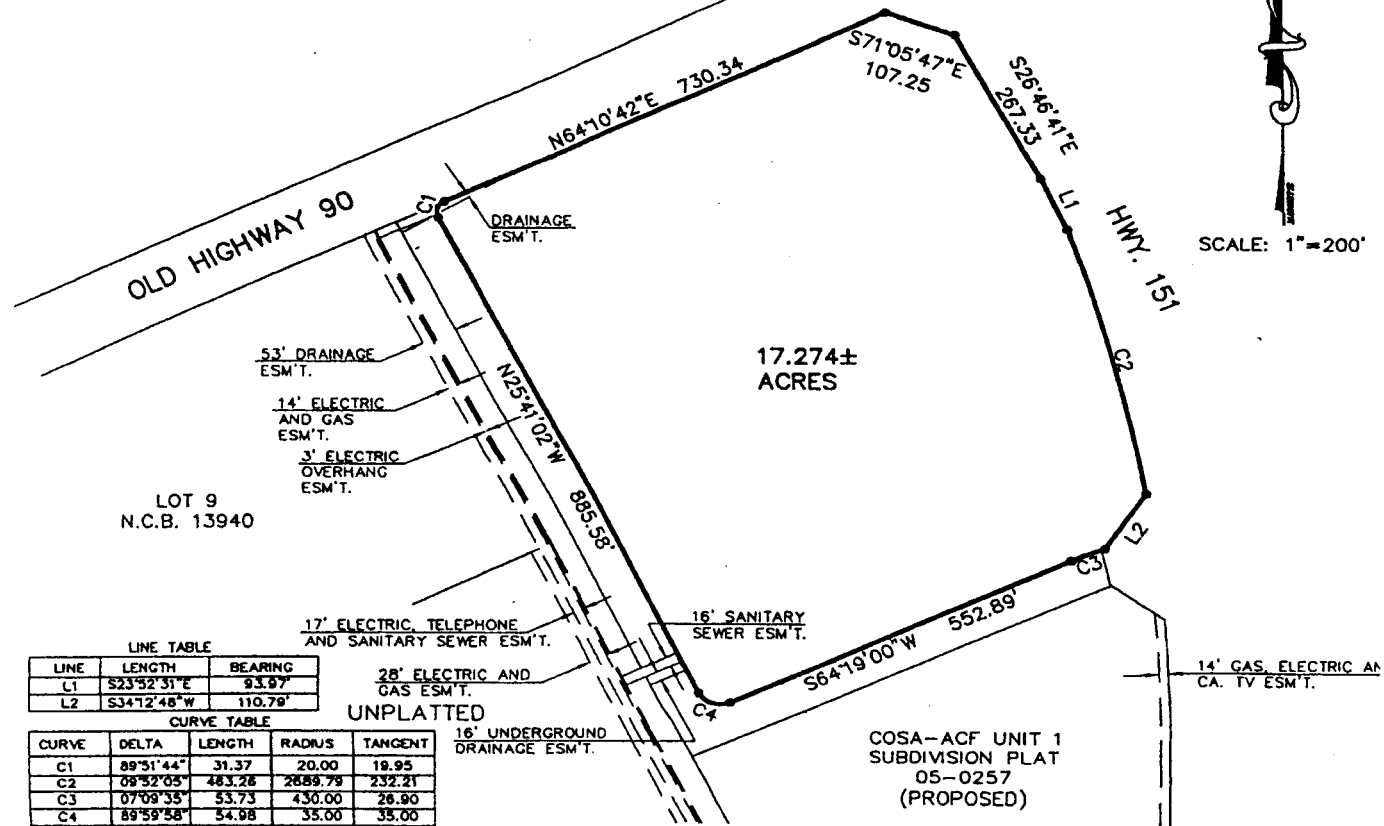 S71°05'47"E
107.25
S26°46'41"E
267.33
N64°10'42"E 730.34
L1
HWY. 151
SCALE: 1"=200'
C1
OLD HIGHWAY 90
DRAINAGE
ESM'T.
17.274±
ACRES
C2
53' DRAINAGE
ESM'T.
14' ELECTRIC
AND GAS
ESM'T.
3' ELECTRIC
OVERHANG
ESM'T.
N25°41'02"W 885.58'
LOT 9
N.C.B. 13940
L2
C3
S64°19'00"W 552.89'
16' SANITARY
SEWER ESM'T.
17' ELECTRIC, TELEPHONE
AND SANITARY SEWER ESM'T.
28' ELECTRIC AND
GAS ESM'T.
C4
14' GAS, ELECTRIC AN
CA. TV ESM'T.
UNPLATTED
16' UNDERGROUND
DRAINAGE ESM'T.
COSA-ACF UNIT 1
SUBDIVISION PLAT
05-0257
(PROPOSED)
LINE TABLE
LINE LENGTH BEARING
L1 S23°52'31"E 93.97'
L2 S34°12'48"W 110.79'
CURVE TABLE
CURVE DELTA LENGTH RADIUS TANGENT
C1 89°51'44" 31.37 20.00 19.95
C2 09°52'05" 463.26 2689.79 232.21
C3 07°09'35" 53.73 430.00 26.90
C4 89°59'58" 54.98 35.00 35.00